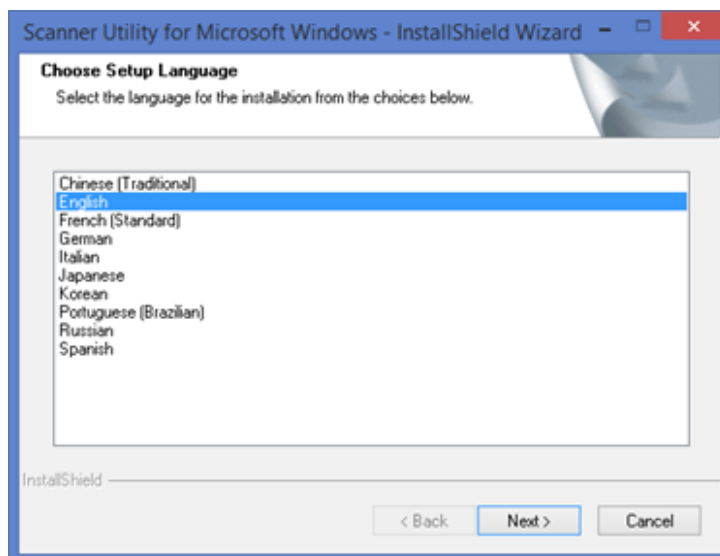 Scanner Utility for Microsoft Windows - InstallShield Wizard
Choose Setup Language
Select the language for the installation from the choices below.
Chinese (Traditional)
English
French (Standard)
German
Italian
Japanese
Korean
Portuguese (Brazilian)
Russian
Spanish
InstallShield
< Back
Next >
Cancel